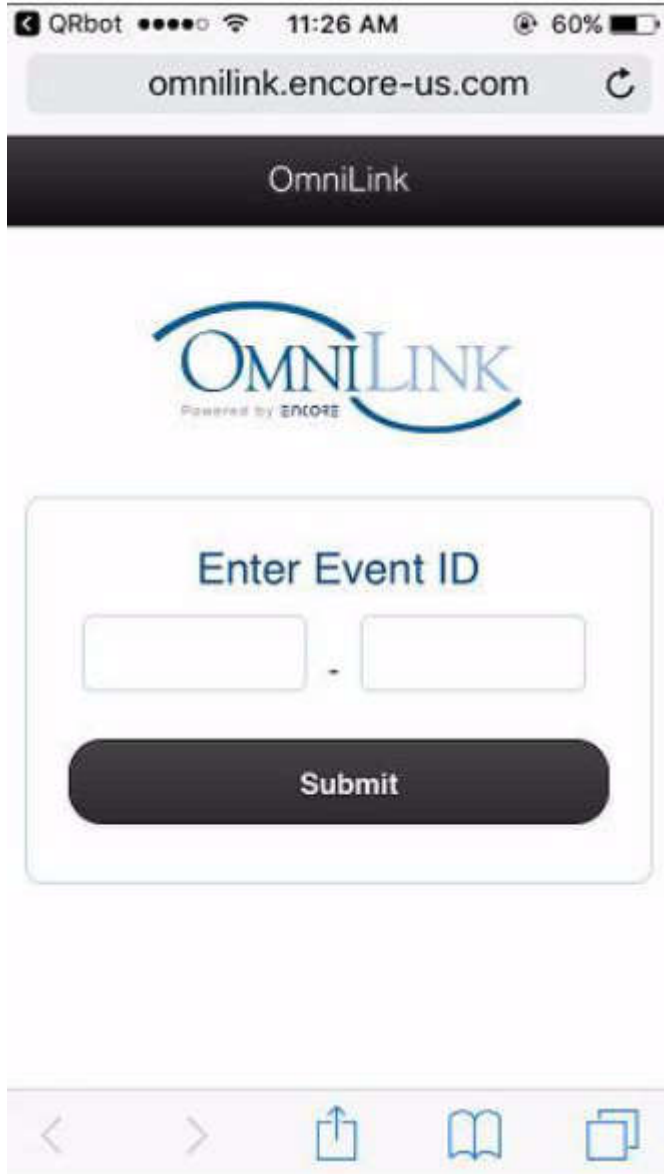 QRbot 11:26 AM 60%
omnilink.encore-us.com
OmniLink
OMNILINK
Powered by ENCORE
Enter Event ID
-
Submit